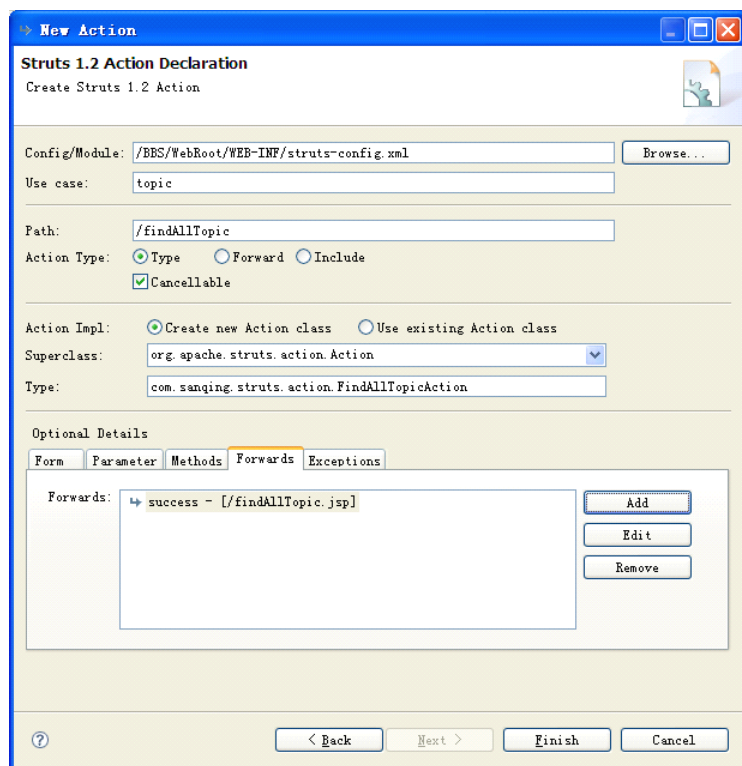 New Action
Struts 1.2 Action Declaration
Create Struts 1.2 Action
Config/Module: /BBS/WebRoot/WEB-INF/struts-config.xml Browse...
Use case: topic
Path: /findAllTopic
Action Type: Type Forward Include
Cancellable
Action Impl: Create new Action class Use existing Action class
Superclass: org.apache.struts.action.Action
Type: com.sanqing.struts.action.FindAllTopicAction
Optional Details
Form Parameter Methods Forwards Exceptions
Forwards: success - [/findAllTopic.jsp] Add
Edit
Remove
< Back Next > Finish Cancel